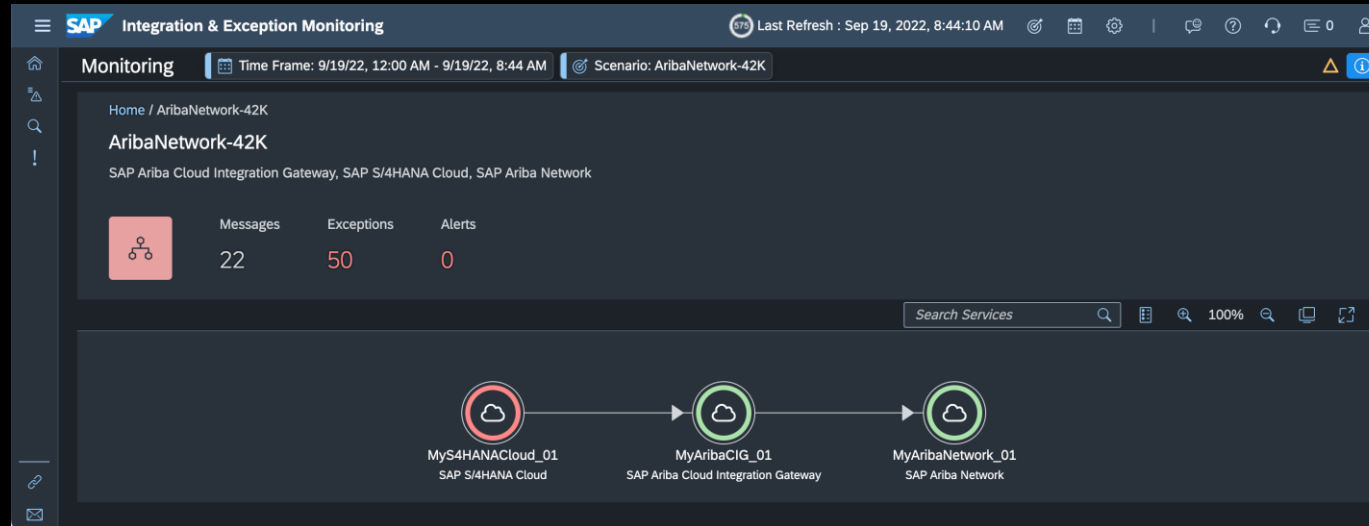 SAP Integration & Exception Monitoring 575 Last Refresh : Sep 19, 2022, 8:44:10 AM 0
Monitoring Time Frame: 9/19/22, 12:00 AM - 9/19/22, 8:44 AM Scenario: AribaNetwork-42K
Home / AribaNetwork-42K
AribaNetwork-42K
SAP Ariba Cloud Integration Gateway, SAP S/4HANA Cloud, SAP Ariba Network
Messages Exceptions Alerts
22 50 0
Search Services 100%
MyS4HANACloud_01 MyAribaCIG_01 MyAribaNetwork_01
SAP S/4HANA Cloud SAP Ariba Cloud Integration Gateway SAP Ariba Network